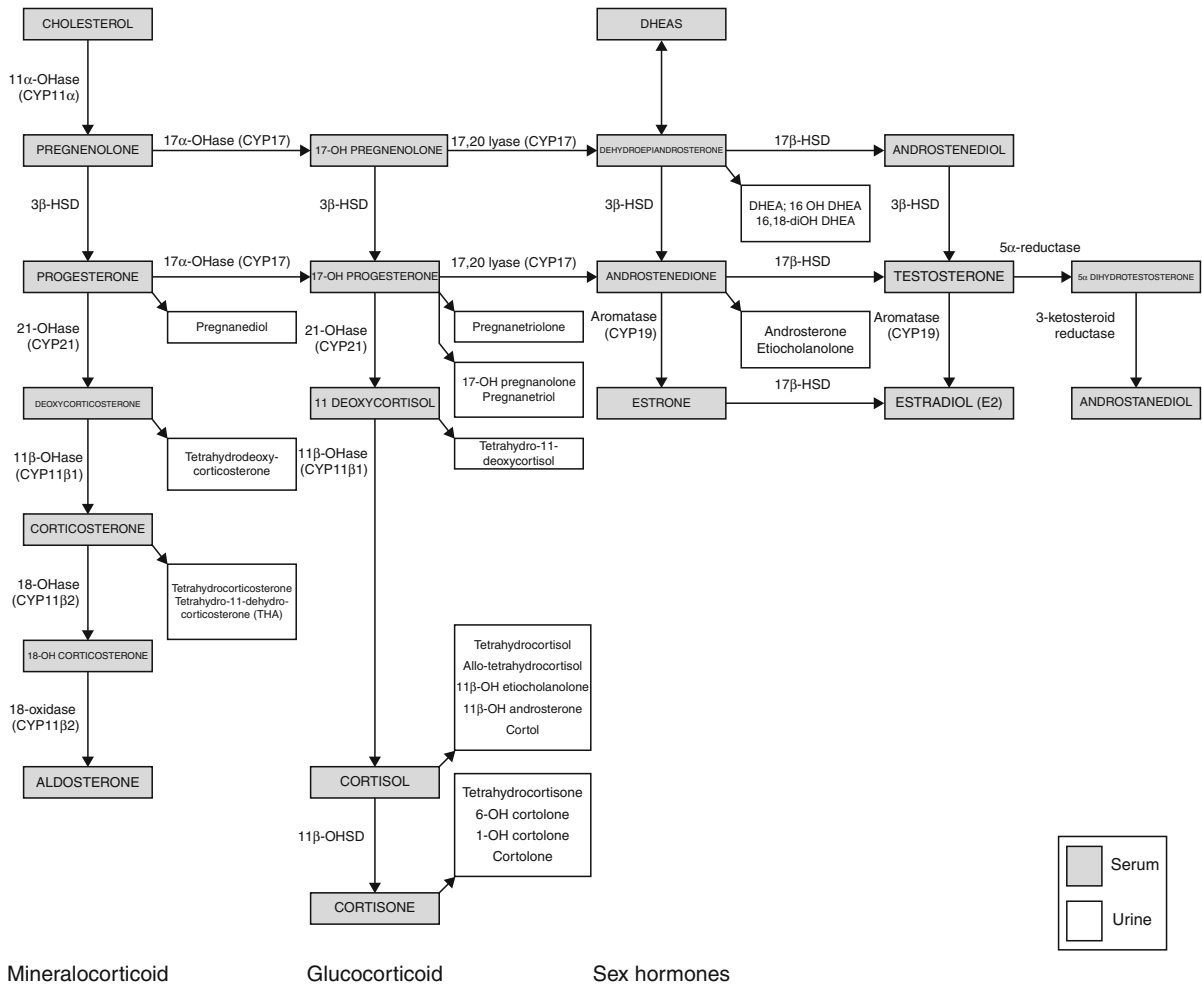 CHOLESTEROL
DHEAS
11α-OHase
(CYP11α)
PREGNENOLONE
17α-OHase (CYP17)
17-OH PREGNENOLONE
17,20 lyase (CYP17)
DEHYDROEPIANDROSTERONE
17β-HSD
ANDROSTENEDIOL
3β-HSD
3β-HSD
3β-HSD
DHEA; 16 OH DHEA
16,18-diOH DHEA
3β-HSD
PROGESTERONE
17α-OHase (CYP17)
17-OH PROGESTERONE
17,20 lyase (CYP17)
ANDROSTENEDIONE
17β-HSD
TESTOSTERONE
5α-reductase
5α DIHYDROTESTOSTERONE
21-OHase
(CYP21)
Pregnanediol
21-OHase
(CYP21)
Pregnanetriolone
17-OH pregnanolone
Pregnanetriol
Aromatase
(CYP19)
Androsterone
Etiocholanolone
Aromatase
(CYP19)
3-ketosteroid
reductase
DEOXYCORTICOSTERONE
11 DEOXYCORTISOL
ESTRONE
17β-HSD
ESTRADIOL (E2)
ANDROSTANEDIOL
11β-OHase
(CYP11β1)
Tetrahydrodeoxy-
corticosterone
11β-OHase
(CYP11β1)
Tetrahydro-11-
deoxycortisol
CORTICOSTERONE
18-OHase
(CYP11β2)
Tetrahydrocorticosterone
Tetrahydro-11-dehydro-
corticosterone (THA)
18-OH CORTICOSTERONE
18-oxidase
(CYP11β2)
Tetrahydrocortisol
Allo-tetrahydrocortisol
11β-OH etiocholanolone
11β-OH androsterone
Cortol
ALDOSTERONE
CORTISOL
11β-OHSD
Tetrahydrocortisone
6-OH cortolone
1-OH cortolone
Cortolone
CORTISONE
Serum
Urine
Mineralocorticoid
Glucocorticoid
Sex hormones